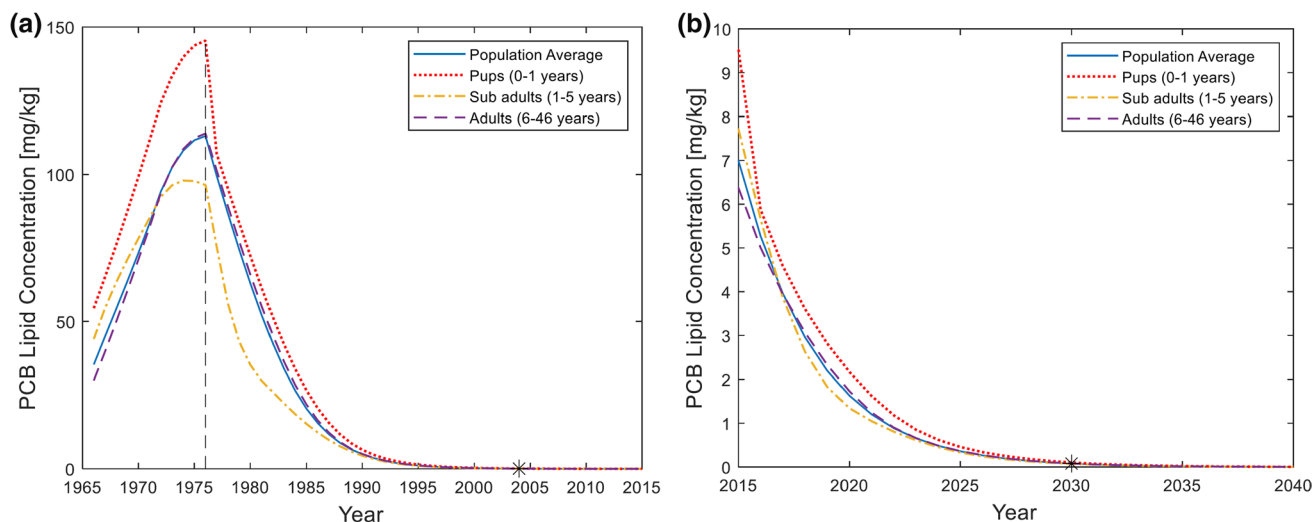 (a)
PCB Lipid Concentration [mg/kg]
150
100
50
0
1965 1970 1975 1980 1985 1990 1995 2000 2005 2010 2015
Year
Population Average
Pups (0-1 years)
Sub adults (1-5 years)
Adults (6-46 years)
(b)
PCB Lipid Concentration [mg/kg]
10
9
8
7
6
5
4
3
2
1
0
2015 2020 2025 2030 2035 2040
Year
Population Average
Pups (0-1 years)
Sub adults (1-5 years)
Adults (6-46 years)